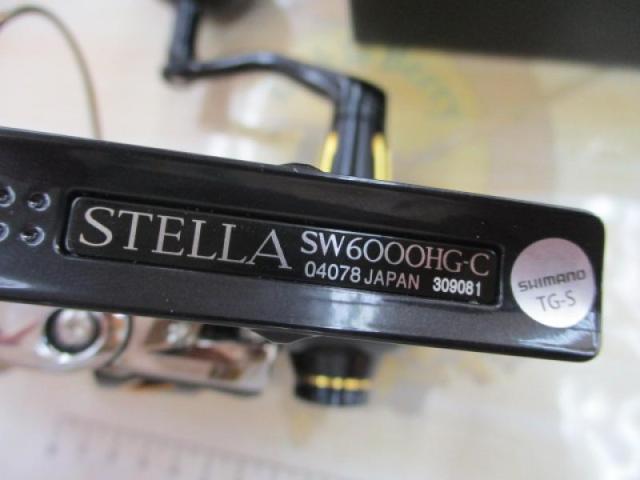 STELLA SW6000HG-C
04078 JAPAN 309081
SHIMANO
TG-S